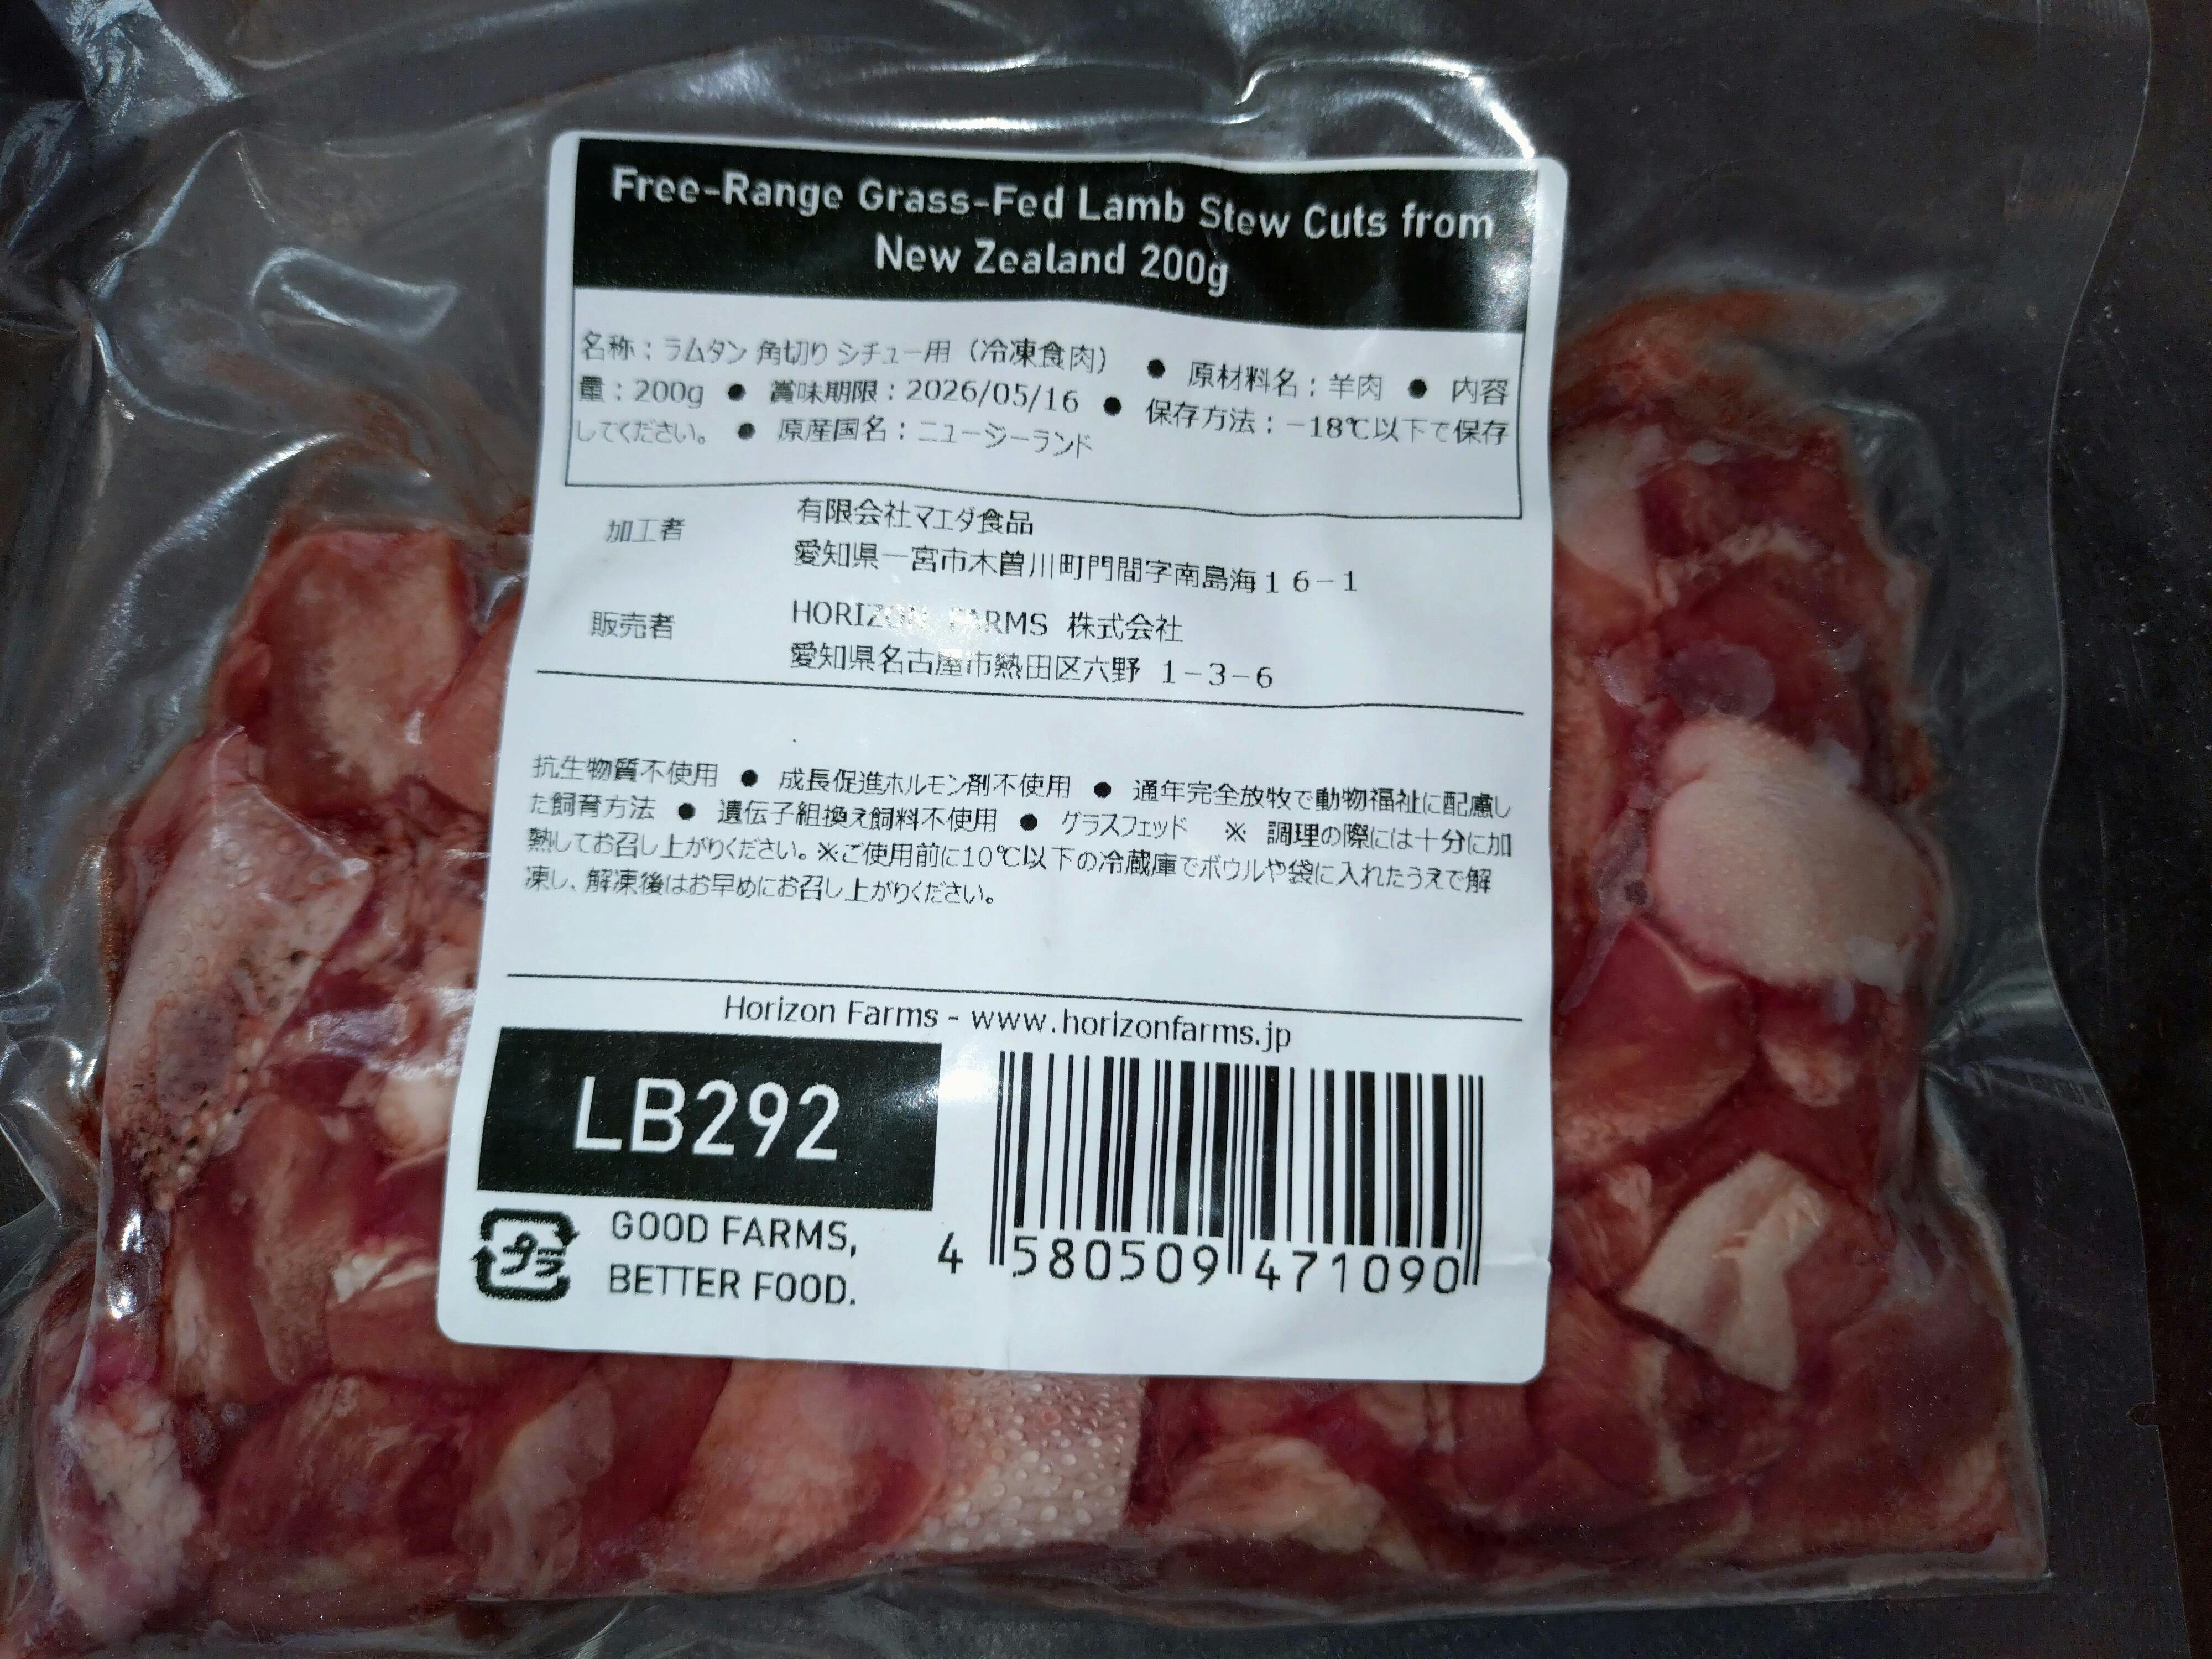 Free-Range Grass-Fed Lamb Stew Cuts from
New Zealand 200g
名称：ラムタン 角切り シチュー用（冷凍食肉） ● 原材料名：羊肉 ● 内容
量：200g ● 賞味期限：2026/05/16 ● 保存方法：-18℃以下で保存
してください。 ● 原産国名：ニュージーランド
加工者 有限会社マエダ食品
愛知県一宮市木曽川町門間字南島海１６−１
販売者 HORIZON FARMS 株式会社
愛知県名古屋市熱田区六野 １−３−６
抗生物質不使用 ● 成長促進ホルモン剤不使用 ● 通年完全放牧で動物福祉に配慮し
た飼育方法 ● 遺伝子組換え飼料不使用 ● グラスフェッド ※ 調理の際には十分に加
熱してお召し上がりください。※ご使用前に10℃以下の冷蔵庫でボウルや袋に入れたうえで解
凍し、解凍後はお早めにお召し上がりください。
Horizon Farms - www.horizonfarms.jp
LB292
プラ
GOOD FARMS,
BETTER FOOD.
4 580509 471090